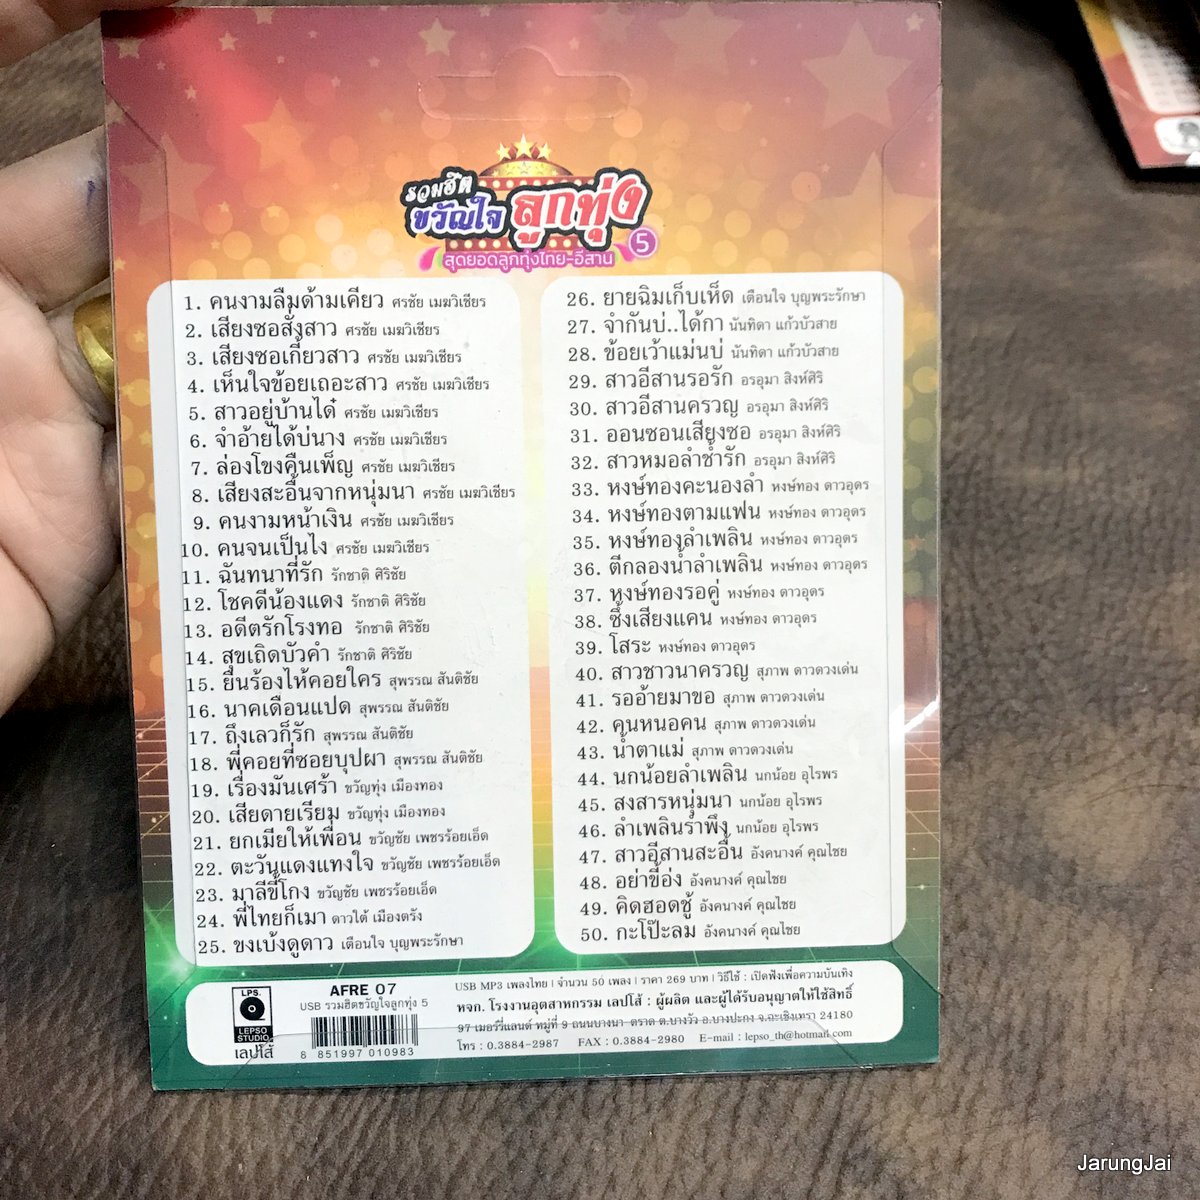 รวมฮิต
ขวัญใจ ลูกทุ่ง
สุดยอดลูกทุ่งไทย-อีสาน 5
1. คนงามลืมด้ามเคียว ศรชัย เมฆวิเชียร
2. เสียงซอสั่งสาว ศรชัย เมฆวิเชียร
3. เสียงซอเกี้ยวสาว ศรชัย เมฆวิเชียร
4. เห็นใจข้อยเถอะสาว ศรชัย เมฆวิเชียร
5. สาวอยู่บ้านได๋ ศรชัย เมฆวิเชียร
6. จำอ้ายได้บ่นาง ศรชัย เมฆวิเชียร
7. ล่องโขงคืนเพ็ญ ศรชัย เมฆวิเชียร
8. เสียงสะอื้นจากหนุ่มนา ศรชัย เมฆวิเชียร
9. คนงามหน้าเงิน ศรชัย เมฆวิเชียร
10. คนจนเป็นไง ศรชัย เมฆวิเชียร
11. ฉันทนาที่รัก รักชาติ ศิริชัย
12. โชคดีน้องแดง รักชาติ ศิริชัย
13. อดีตรักโรงทอ รักชาติ ศิริชัย
14. สุขเถิดบัวคำ รักชาติ ศิริชัย
15. ยืนร้องไห้คอยใคร สุพรรณ สันติชัย
16. นาคเดือนแปด สุพรรณ สันติชัย
17. ถึงเลวก็รัก สุพรรณ สันติชัย
18. พี่คอยที่ซอยบุปผา สุพรรณ สันติชัย
19. เรื่องมันเศร้า ขวัญทุ่ง เมืองทอง
20. เสียดายเรียม ขวัญทุ่ง เมืองทอง
21. ยกเมียให้เพื่อน ขวัญชัย เพชรร้อยเอ็ด
22. ตะวันแดงแทงใจ ขวัญชัย เพชรร้อยเอ็ด
23. มาลีขี้โกง ขวัญชัย เพชรร้อยเอ็ด
24. พี่ไทยก็เมา ดาวใต้ เมืองตรัง
25. ขงเบ้งดูดาว เตือนใจ บุญพระรักษา
26. ยายฉิมเก็บเห็ด เตือนใจ บุญพระรักษา
27. จำกันบ่..ได้กา นันทิดา แก้วบัวสาย
28. ข้อยเว้าแม่นบ่ นันทิดา แก้วบัวสาย
29. สาวอีสานรอรัก อรอุมา สิงห์ศิริ
30. สาวอีสานครวญ อรอุมา สิงห์ศิริ
31. ออนซอนเสียงซอ อรอุมา สิงห์ศิริ
32. สาวหมอลำช้ำรัก อรอุมา สิงห์ศิริ
33. หงษ์ทองคะนองลำ หงษ์ทอง ดาวอุดร
34. หงษ์ทองตามแฟน หงษ์ทอง ดาวอุดร
35. หงษ์ทองลำเพลิน หงษ์ทอง ดาวอุดร
36. ตีกลองน้ำลำเพลิน หงษ์ทอง ดาวอุดร
37. หงษ์ทองรอคู่ หงษ์ทอง ดาวอุดร
38. ซึ้งเสียงแคน หงษ์ทอง ดาวอุดร
39. โสระ หงษ์ทอง ดาวอุดร
40. สาวชาวนาครวญ สุภาพ ดาวดวงเด่น
41. รออ้ายมาขอ สุภาพ ดาวดวงเด่น
42. คูนหนอคน สุภาพ ดาวดวงเด่น
43. น้ำตาแม่ สุภาพ ดาวดวงเด่น
44. นกน้อยลำเพลิน นกน้อย อุไรพร
45. สงสารหนุ่มนา นกน้อย อุไรพร
46. ลำเพลินรำพึง นกน้อย อุไรพร
47. สาวอีสานสะอื้น อังคนางค์ คุณไชย
48. อย่าขี้อ่ง อังคนางค์ คุณไชย
49. คิดฮอดชู้ อังคนางค์ คุณไชย
50. กะโป๊ะลม อังคนางค์ คุณไชย
LPS.
LEPSO STUDIO
เลปโส้
AFRE 07
USB รวมฮิตขวัญใจลูกทุ่ง 5
8 851997 010983
USB MP3 เพลงไทย | จำนวน 50 เพลง | ราคา 269 บาท | วิธีใช้ : เปิดฟังเพื่อความบันเทิง
หจก. โรงงานอุตสาหกรรม เลปโส้ : ผู้ผลิต และผู้ได้รับอนุญาตให้ใช้สิทธิ์
97 เมอร์รี่แลนด์ หมู่ที่ 9 ถนนบางนา-ตราด ต.บางวัว อ.บางปะกง จ.ฉะเชิงเทรา 24180
โทร : 0.3884-2987 FAX : 0.3884-2980 E-mail : lepso_th@hotmail.com
JarungJai